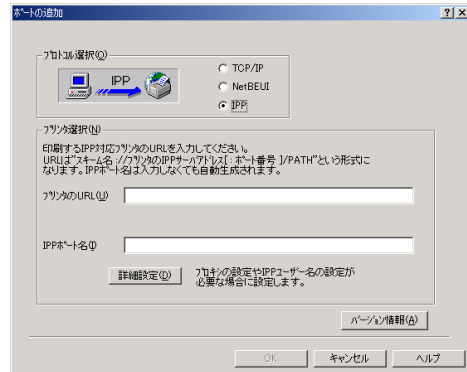 ポートの追加
プロトコル選択(O)
IPP
TCP/IP
NetBEUI
IPP
プリンタ選択(N)
印刷するIPP対応プリンタのURLを入力してください。
URLは"スキーム名://プリンタのIPPサーバアドレス[:ポート番号]/PATH"という形式に
なります。IPPポート名は入力しなくても自動生成されます。
プリンタのURL(U)
IPPポート名(I)
詳細設定(D)
プロキシの設定やIPPユーザー名の設定が
必要な場合に設定します。
バージョン情報(A)
OK
キャンセル
ヘルプ